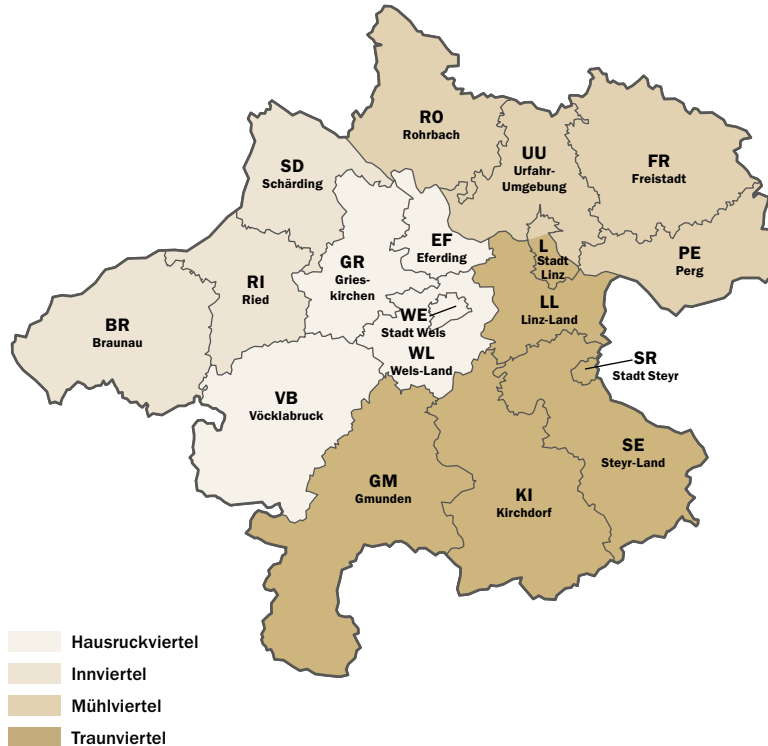 RO
Rohrbach
SD
Schärding
UU
Urfahr-
Umgebung
FR
Freistadt
EF
Eferding
L
Stadt
Linz
PE
Perg
GR
Gries-
kirchen
RI
Ried
BR
Braunau
WE
Stadt Wels
LL
Linz-Land
WL
Wels-Land
SR
Stadt Steyr
VB
Vöcklabruck
SE
Steyr-Land
GM
Gmunden
KI
Kirchdorf
Hausruckviertel
Innviertel
Mühlviertel
Traunviertel